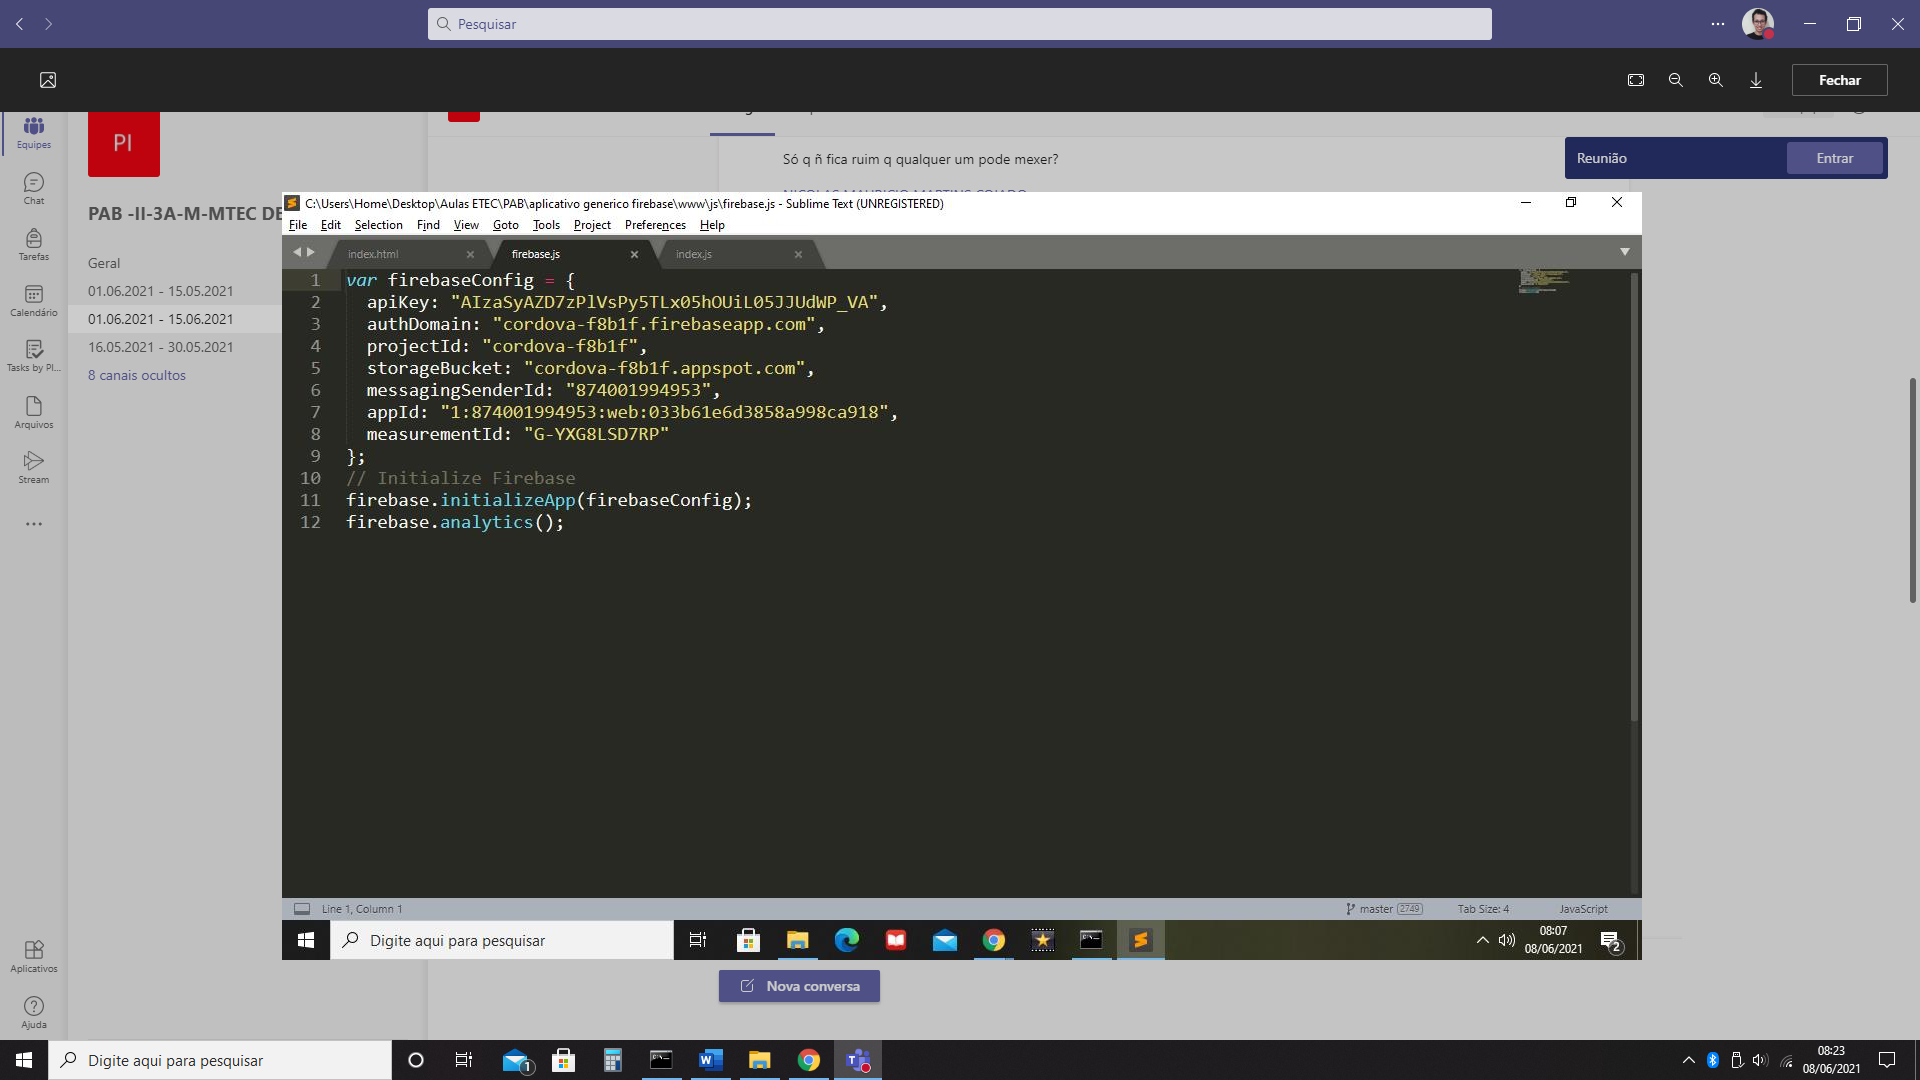 Pesquisar
Fechar
Equipes
Chat
Tarefas
Calendário
Tasks by Pl...
Arquivos
Stream
Aplicativos
Ajuda
PI
PAB -II-3A-M-MTEC DE
Geral
01.06.2021 - 15.05.2021
01.06.2021 - 15.06.2021
16.05.2021 - 30.05.2021
8 canais ocultos
Só q ñ fica ruim q qualquer um pode mexer?
Reunião
Entrar
C:\Users\Home\Desktop\Aulas ETEC\PAB\aplicativo generico firebase\www\js\firebase.js - Sublime Text (UNREGISTERED)
File Edit Selection Find View Goto Tools Project Preferences Help
index.html firebase.js index.js
1 var firebaseConfig = {
2 apiKey: "AIzaSyAZD7zPlVsPy5TLx05hOUiL05JJUdWP_VA",
3 authDomain: "cordova-f8b1f.firebaseapp.com",
4 projectId: "cordova-f8b1f",
5 storageBucket: "cordova-f8b1f.appspot.com",
6 messagingSenderId: "874001994953",
7 appId: "1:874001994953:web:033b61e6d3858a998ca918",
8 measurementId: "G-YXG8LSD7RP"
9 };
10 // Initialize Firebase
11 firebase.initializeApp(firebaseConfig);
12 firebase.analytics();
Line 1, Column 1
master 2749
Tab Size: 4
JavaScript
Digite aqui para pesquisar
08:07
08/06/2021
2
Nova conversa
Digite aqui para pesquisar
1
08:23
08/06/2021